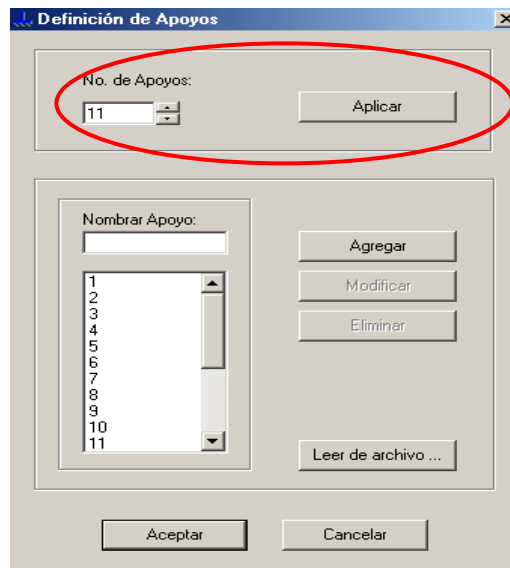 Definición de Apoyos
No. de Apoyos:
11
Aplicar
Nombrar Apoyo:
Agregar
1
2
3
4
5
6
7
8
9
10
11
Modificar
Eliminar
Leer de archivo ...
Aceptar
Cancelar